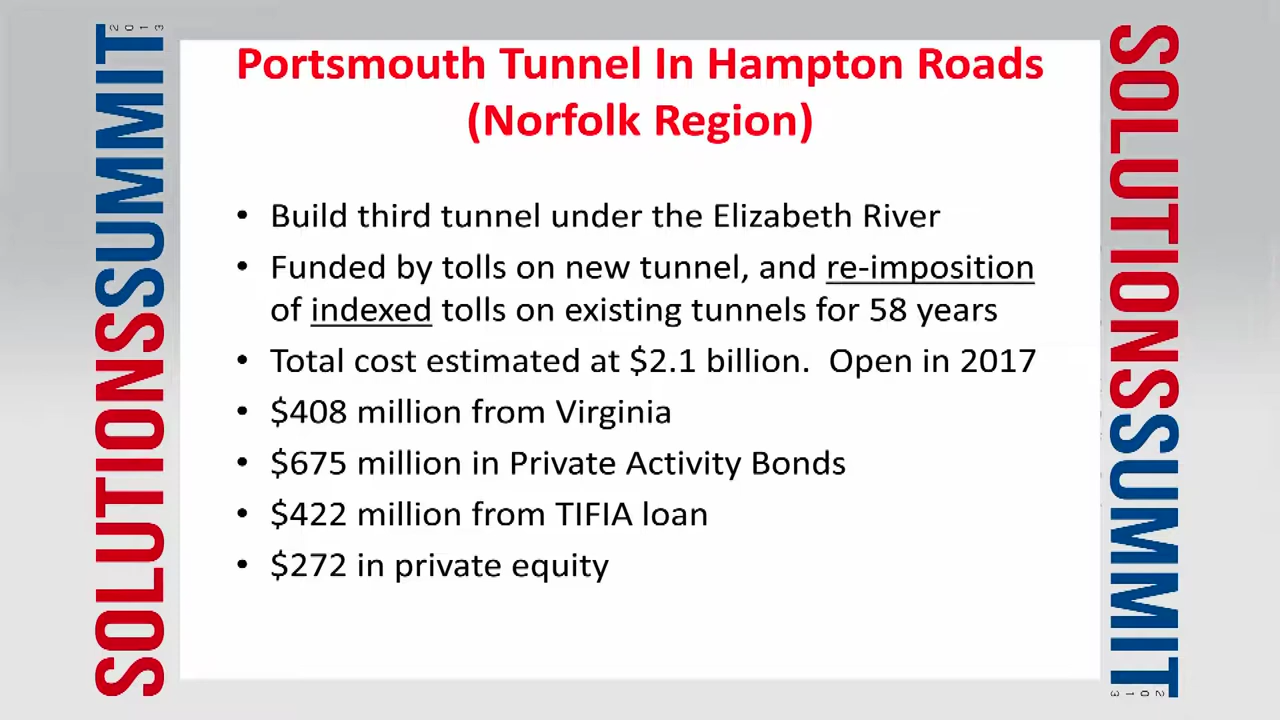 SOLUTIONSSUMMIT
2013
Portsmouth Tunnel In Hampton Roads
(Norfolk Region)
• Build third tunnel under the Elizabeth River
• Funded by tolls on new tunnel, and re-imposition
of indexed tolls on existing tunnels for 58 years
• Total cost estimated at $2.1 billion.  Open in 2017
• $408 million from Virginia
• $675 million in Private Activity Bonds
• $422 million from TIFIA loan
• $272 in private equity
SOLUTIONSSUMMIT
2013